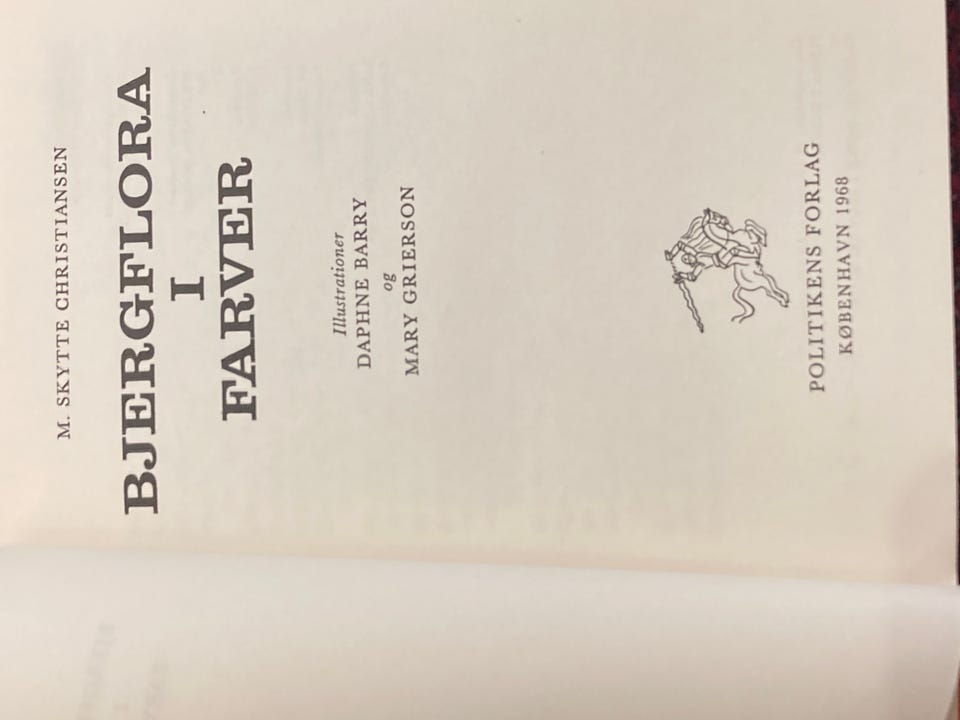 M. SKYTTE CHRISTIANSEN
BJERGFLORA
I
FARVER
Illustrationer
DAPHNE BARRY
og
MARY GRIERSON
POLITIKENS FORLAG
KØBENHAVN 1968